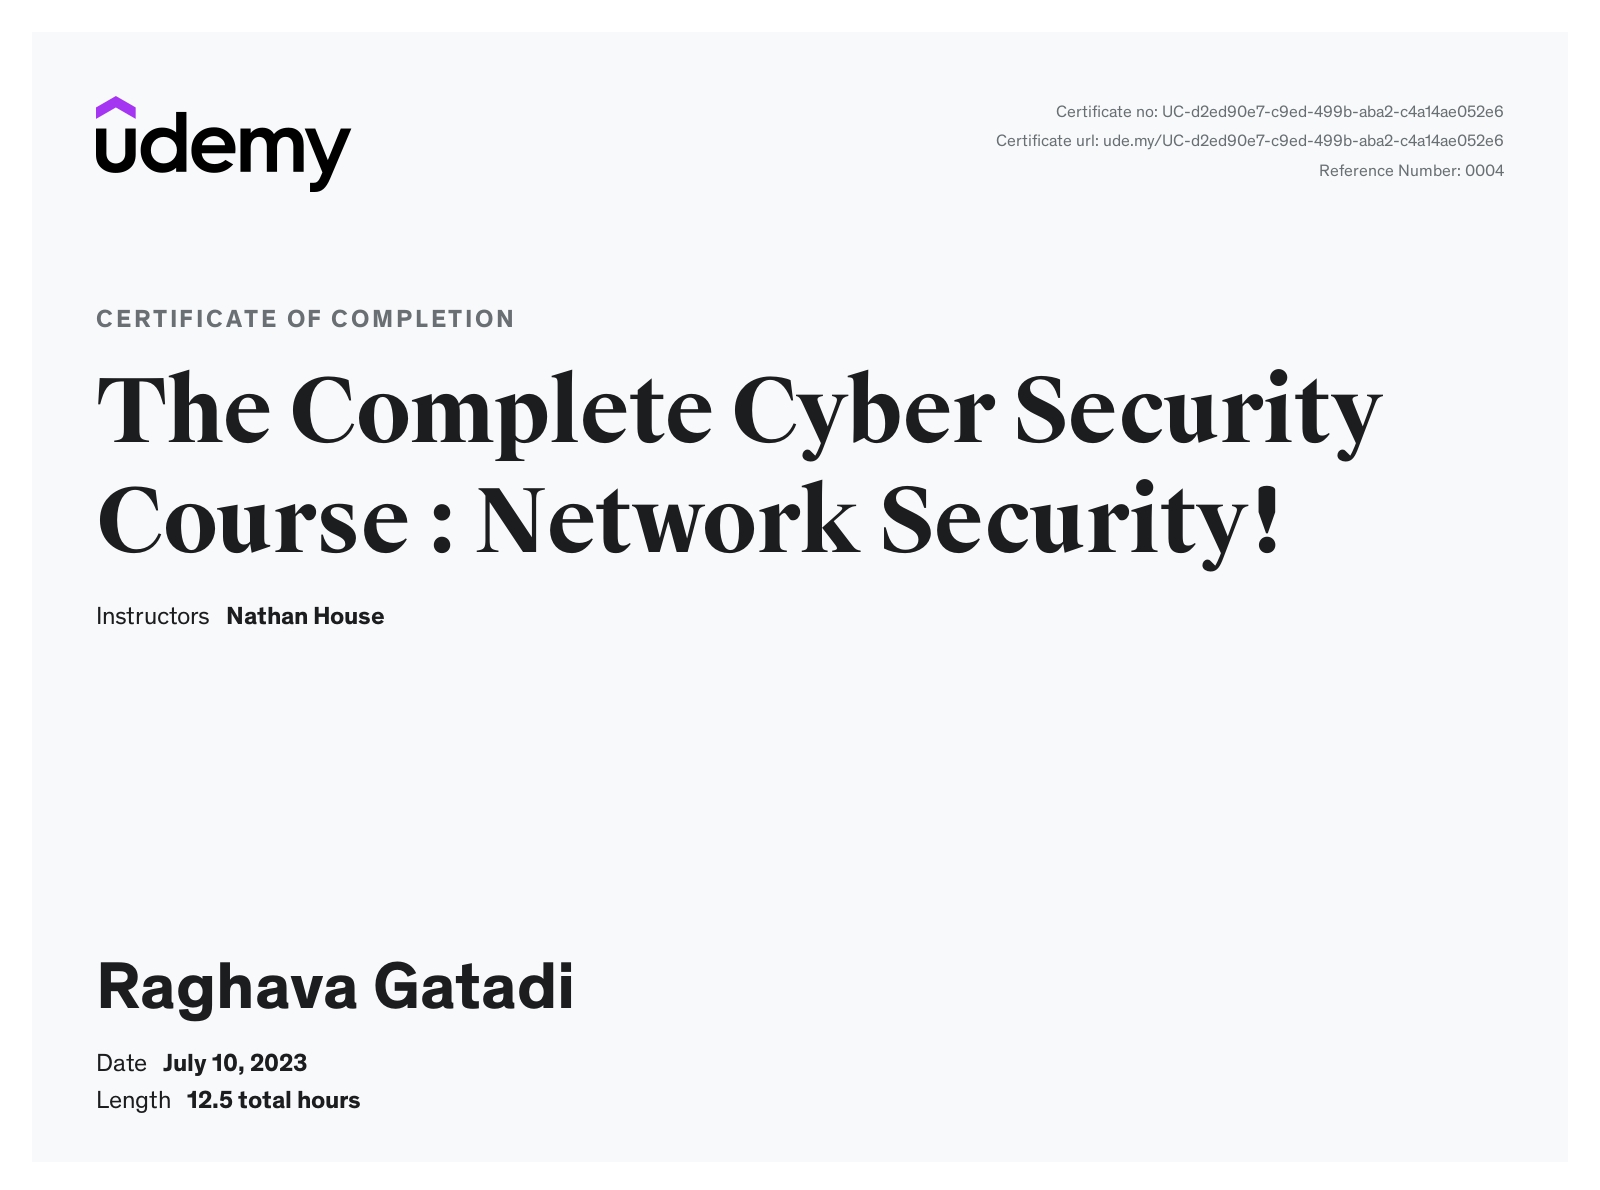 udemy
Certificate no: UC-d2ed90e7-c9ed-499b-aba2-c4a14ae052e6
Certificate url: ude.my/UC-d2ed90e7-c9ed-499b-aba2-c4a14ae052e6
Reference Number: 0004
CERTIFICATE OF COMPLETION
The Complete Cyber Security
Course : Network Security!
Instructors Nathan House
Raghava Gatadi
Date July 10, 2023
Length 12.5 total hours